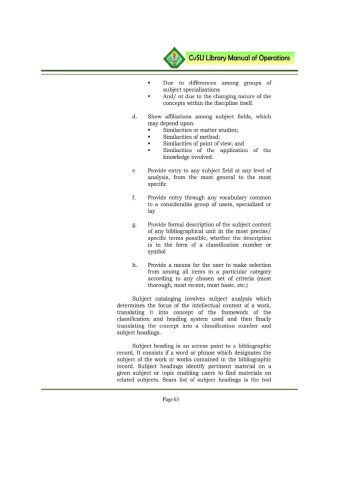 CvSU Library Manual of Operations
▪ Due to differences among groups of
subject specializations
▪ And/ or due to the changing nature of the
concepts within the discipline itself.
d. Show affiliations among subject fields, which
may depend upon:
▪ Similarities or matter studies;
▪ Similarities of method;
▪ Similarities of point of view; and
▪ Similarities of the application of the
knowledge involved.
e. Provide entry to any subject field at any level of
analysis, from the most general to the most
specific
f. Provide entry through any vocabulary common
to a considerable group of users, specialized or
lay
g. Provide formal description of the subject content
of any bibliographical unit in the most precise/
specific terms possible, whether the description
is in the form of a classification number or
symbol
h. Provide a means for the user to make selection
from among all items in a particular category
according to any chosen set of criteria (most
thorough, most recent, most basic, etc.)
Subject cataloging involves subject analysis which
determines the focus of the intellectual content of a work,
translating it into concept of the framework of the
classification and heading system used and then finally
translating the concept into a classification number and
subject headings.
Subject heading is an access point to a bibliographic
record. It consists if a word or phrase which designates the
subject of the work or works contained in the bibliographic
record. Subject headings identify pertinent material on a
given subject or topic enabling users to find materials on
related subjects. Sears list of subject headings is the tool
Page 63